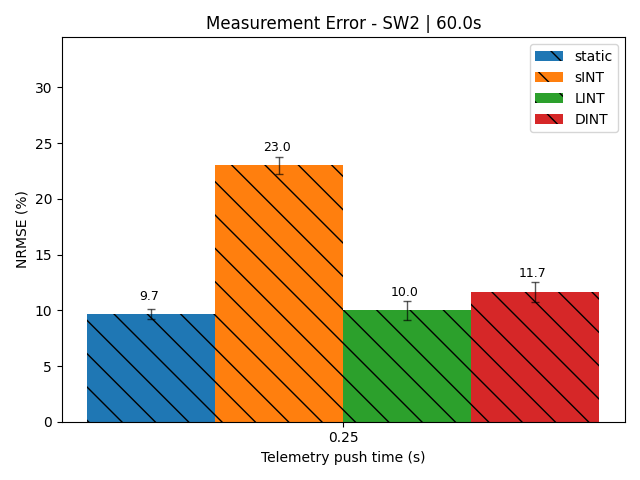 Measurement Error - SW2 | 60.0s
NRMSE (%)
30
25
20
15
10
5
0
static
sINT
LINT
DINT
9.7
23.0
10.0
11.7
0.25
Telemetry push time (s)